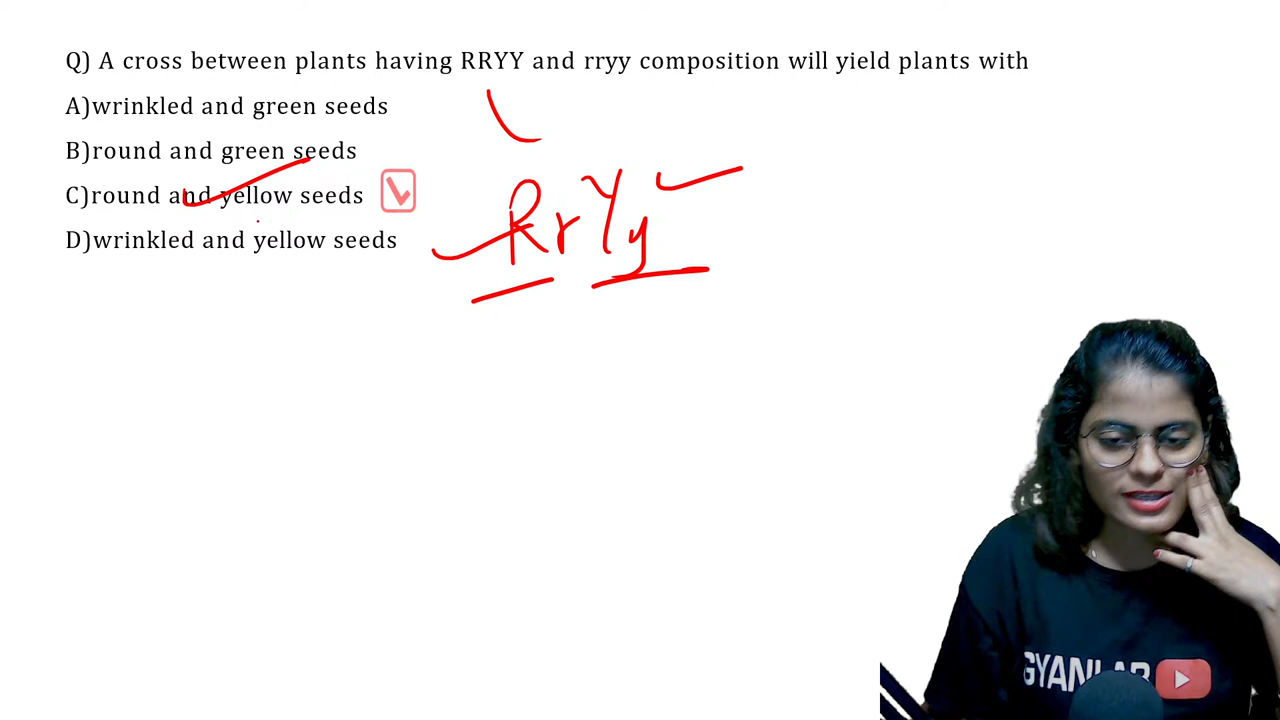 Q) A cross between plants having RRYY and rryy composition will yield plants with
A)wrinkled and green seeds
B)round and green seeds
C)round and yellow seeds
D)wrinkled and yellow seeds
RrYy
GYANLAB